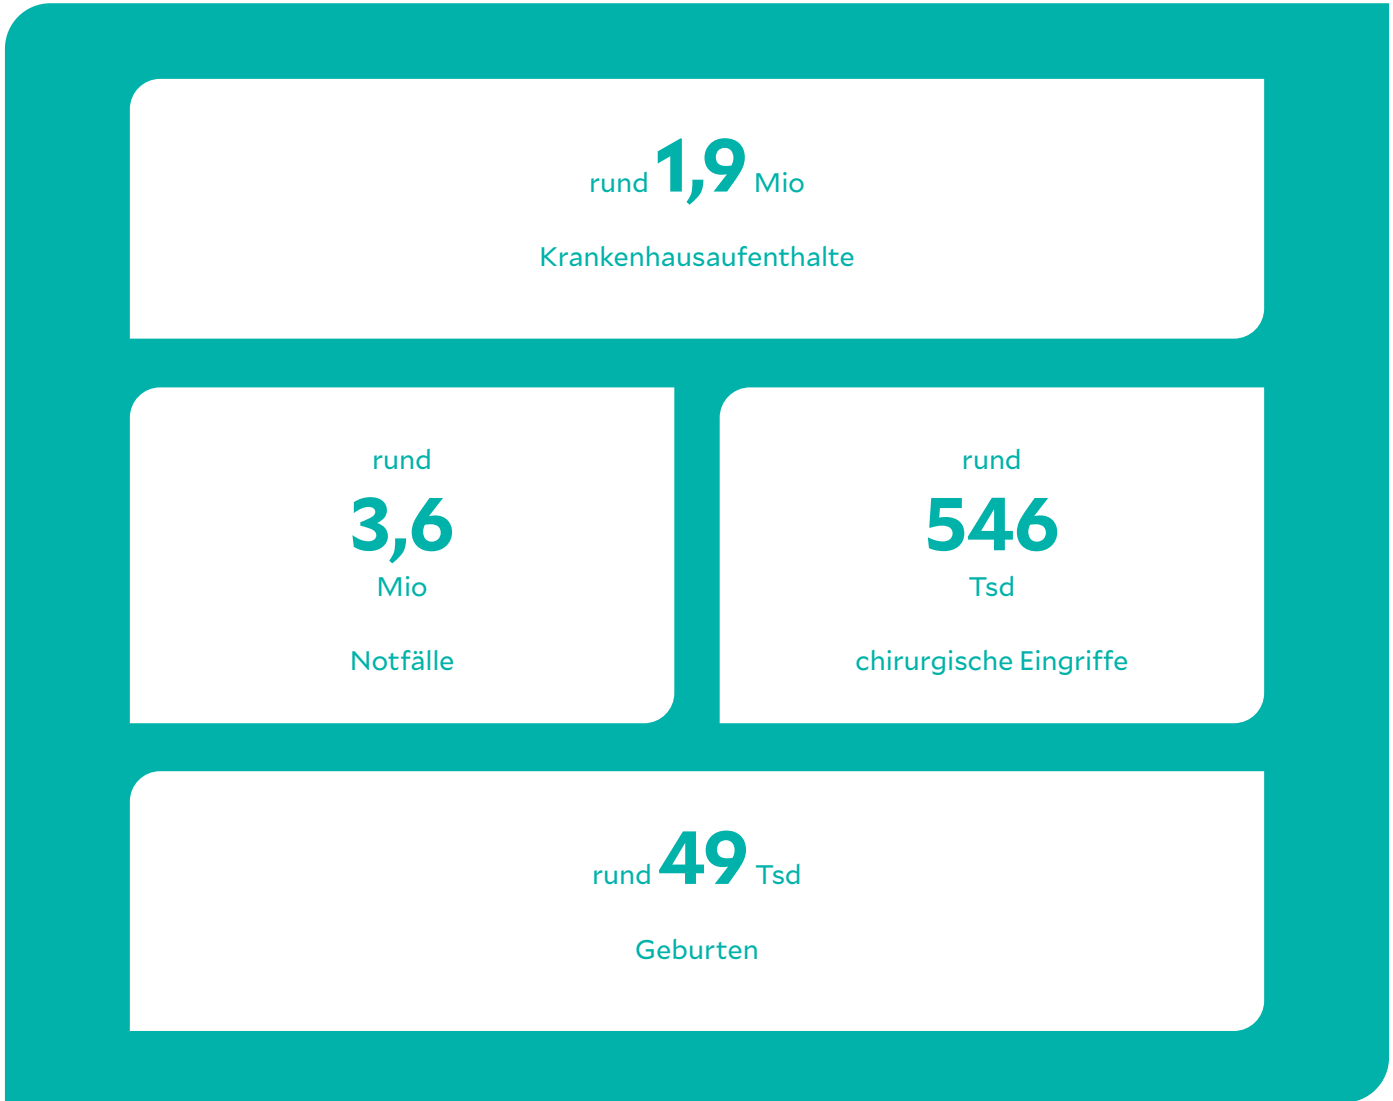 rund 1,9 Mio
Krankenhausaufenthalte
rund
3,6
Mio
Notfälle
rund
546
Tsd
chirurgische Eingriffe
rund 49 Tsd
Geburten